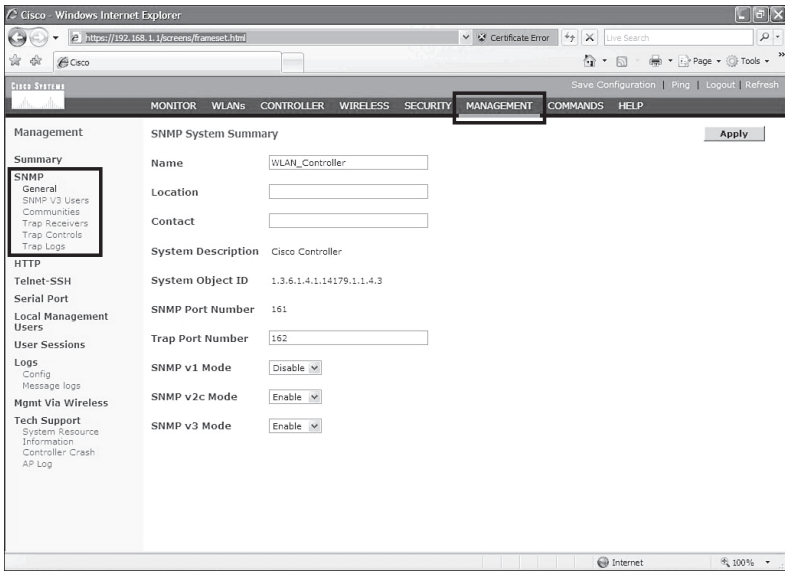 Cisco - Windows Internet Explorer
https://192.168.1.1/screens/frameset.html
Certificate Error
Live Search
Cisco
Page
Tools
CISCO SYSTEMS
Save Configuration | Ping | Logout | Refresh
MONITOR WLANs CONTROLLER WIRELESS SECURITY MANAGEMENT COMMANDS HELP
Management
Summary
SNMP
General
SNMP V3 Users
Communities
Trap Receivers
Trap Controls
Trap Logs
HTTP
Telnet-SSH
Serial Port
Local Management
Users
User Sessions
Logs
Config
Message logs
Mgmt Via Wireless
Tech Support
System Resource
Information
Controller Crash
AP Log
SNMP System Summary
Apply
Name WLAN_Controller
Location
Contact
System Description Cisco Controller
System Object ID 1.3.6.1.4.1.14179.1.1.4.3
SNMP Port Number 161
Trap Port Number 162
SNMP v1 Mode Disable
SNMP v2c Mode Enable
SNMP v3 Mode Enable
Internet
100%